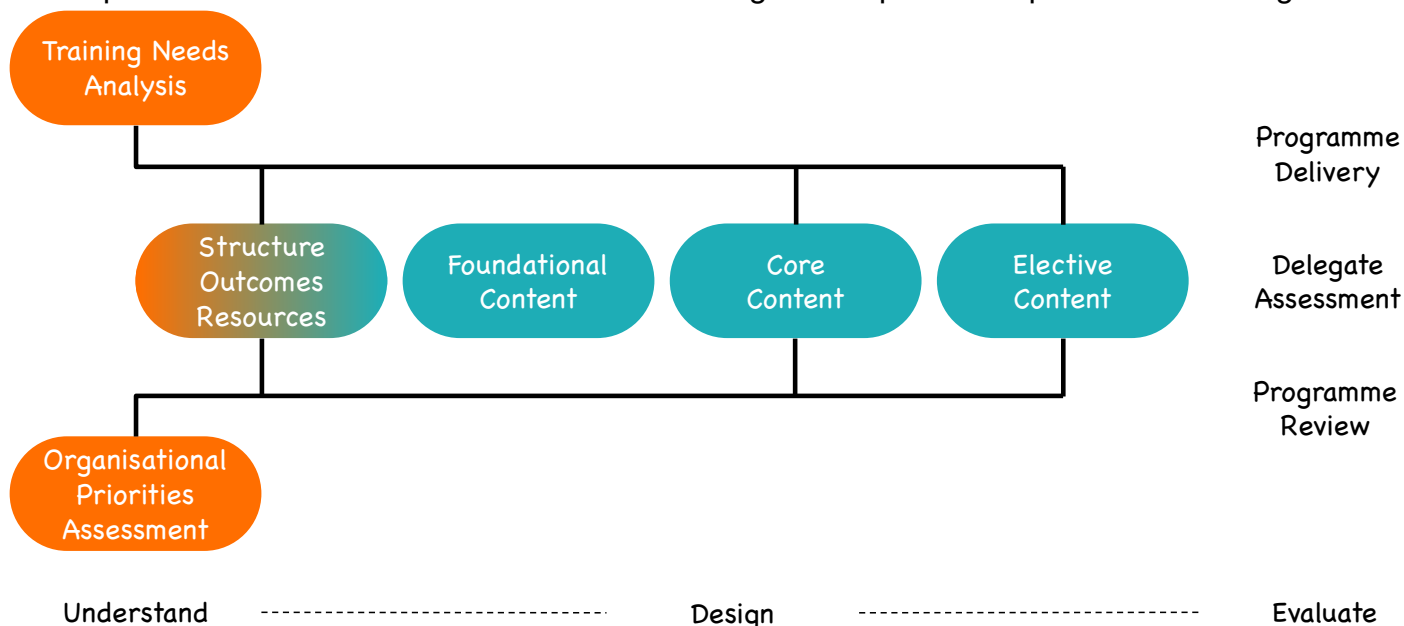 Training Needs
Analysis
Programme
Delivery
Structure
Outcomes
Resources
Foundational
Content
Core
Content
Elective
Content
Delegate
Assessment
Programme
Review
Organisational
Priorities
Assessment
Understand
Design
Evaluate